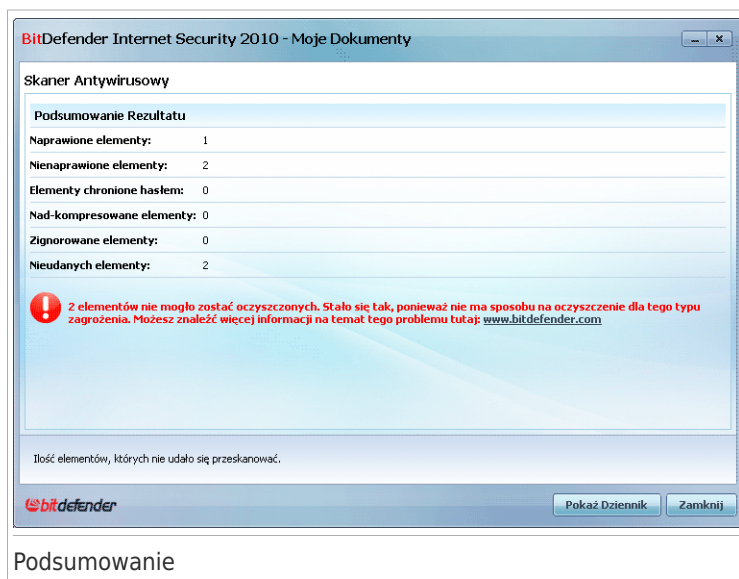 BitDefender Internet Security 2010 - Moje Dokumenty
Skaner Antywirusowy
Podsumowanie Rezultatu
Naprawione elementy: 1
Nienaprawione elementy: 2
Elementy chronione hasłem: 0
Nad-kompresowane elementy: 0
Zignorowane elementy: 0
Nieudanych elementy: 2
2 elementów nie mogło zostać oczyszczonych. Stało się tak, ponieważ nie ma sposobu na oczyszczenie dla tego typu
zagrożenia. Możesz znaleźć więcej informacji na temat tego problemu tutaj: www.bitdefender.com
Ilość elementów, których nie udało się przeskanować.
bitdefender
Pokaż Dziennik Zamknij
Podsumowanie